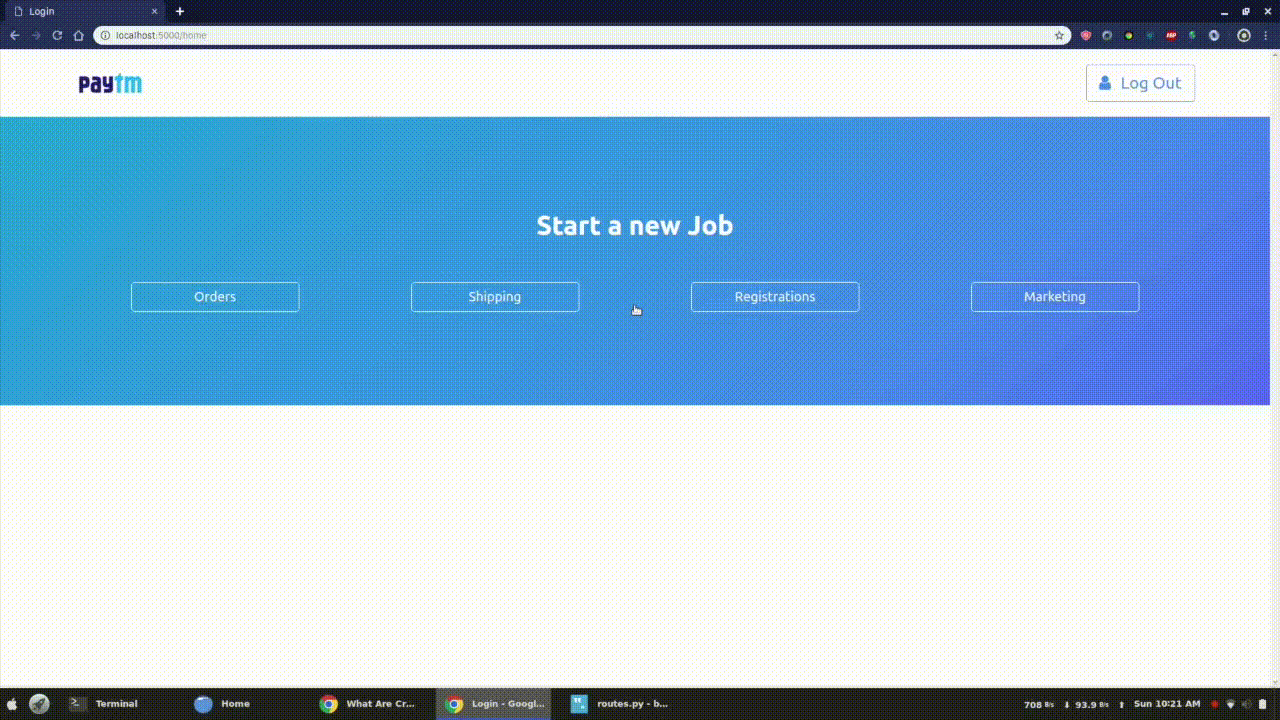 Login
localhost:5000/home
paytm
Log Out
Start a new Job
Orders
Shipping
Registrations
Marketing
Terminal
Home
What Are Cr...
Login - Googl...
routes.py - b...
708 B/s
93.9 B/s
Sun 10:21 AM